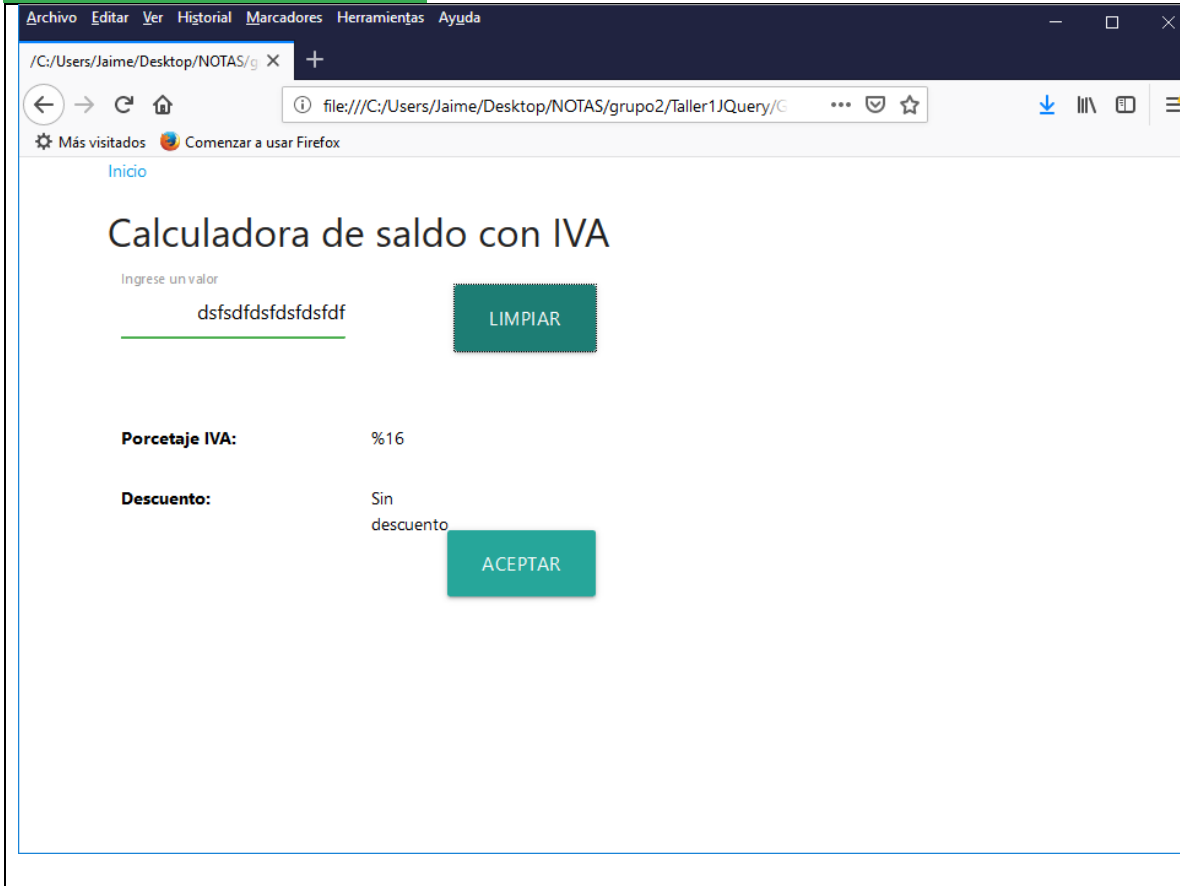 Archivo Editar Ver Historial Marcadores Herramientas Ayuda
/C:/Users/Jaime/Desktop/NOTAS/g
file:///C:/Users/Jaime/Desktop/NOTAS/grupo2/Taller1JQuery/G
Más visitados Comenzar a usar Firefox
Inicio
Calculadora de saldo con IVA
Ingrese un valor
dsfsdfdsfdsfdsfdf
LIMPIAR
Porcetaje IVA: %16
Descuento: Sin
descuento
ACEPTAR